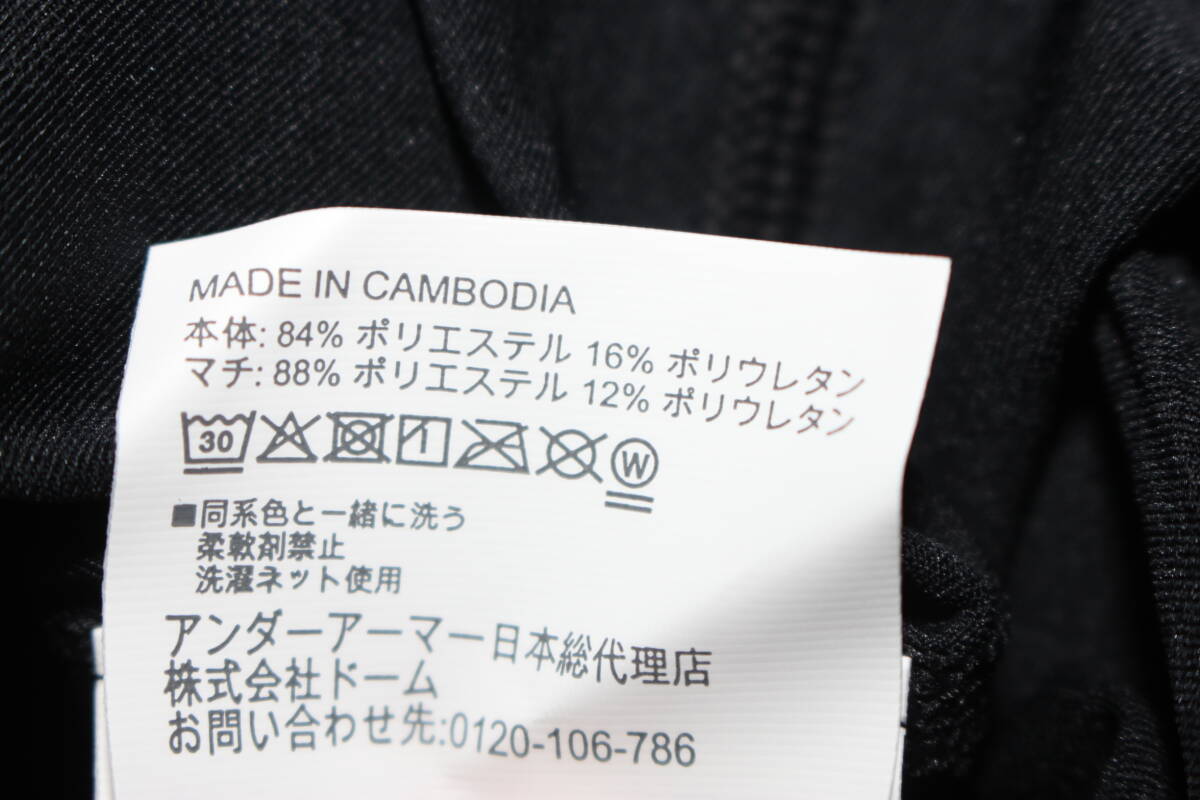 MADE IN CAMBODIA
本体: 84% ポリエステル 16% ポリウレタン
マチ: 88% ポリエステル 12% ポリウレタン
30 W
■同系色と一緒に洗う
柔軟剤禁止
洗濯ネット使用
アンダーアーマー日本総代理店
株式会社ドーム
お問い合わせ先:0120-106-786